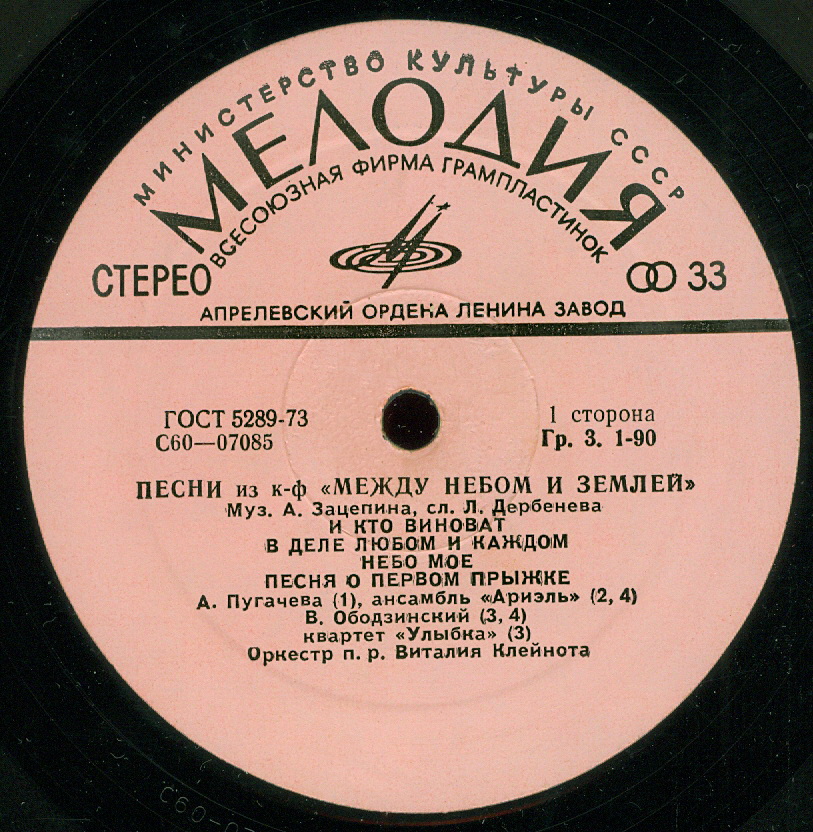 МИНИСТЕРСТВО КУЛЬТУРЫ СССР
МЕЛОДИЯ
ВСЕСОЮЗНАЯ ФИРМА ГРАМПЛАСТИНОК
СТЕРЕО
33
АПРЕЛЕВСКИЙ ОРДЕНА ЛЕНИНА ЗАВОД
ГОСТ 5289-73
С60—07085
1 сторона
Гр. 3. 1-90
ПЕСНИ из к-ф «МЕЖДУ НЕБОМ И ЗЕМЛЕЙ»
Муз. А. Зацепина, сл. Л. Дербенева
И КТО ВИНОВАТ
В ДЕЛЕ ЛЮБОМ И КАЖДОМ
НЕБО МОЕ
ПЕСНЯ О ПЕРВОМ ПРЫЖКЕ
А. Пугачева (1), ансамбль «Ариэль» (2, 4)
В. Ободзинский (3, 4)
квартет «Улыбка» (3)
Оркестр п. р. Виталия Клейнота